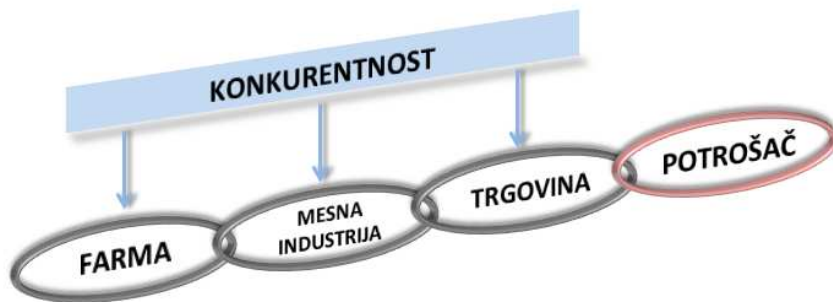 KONKURENTNOST
FARMA
MESNA
INDUSTRIJA
TRGOVINA
POTROŠAČ